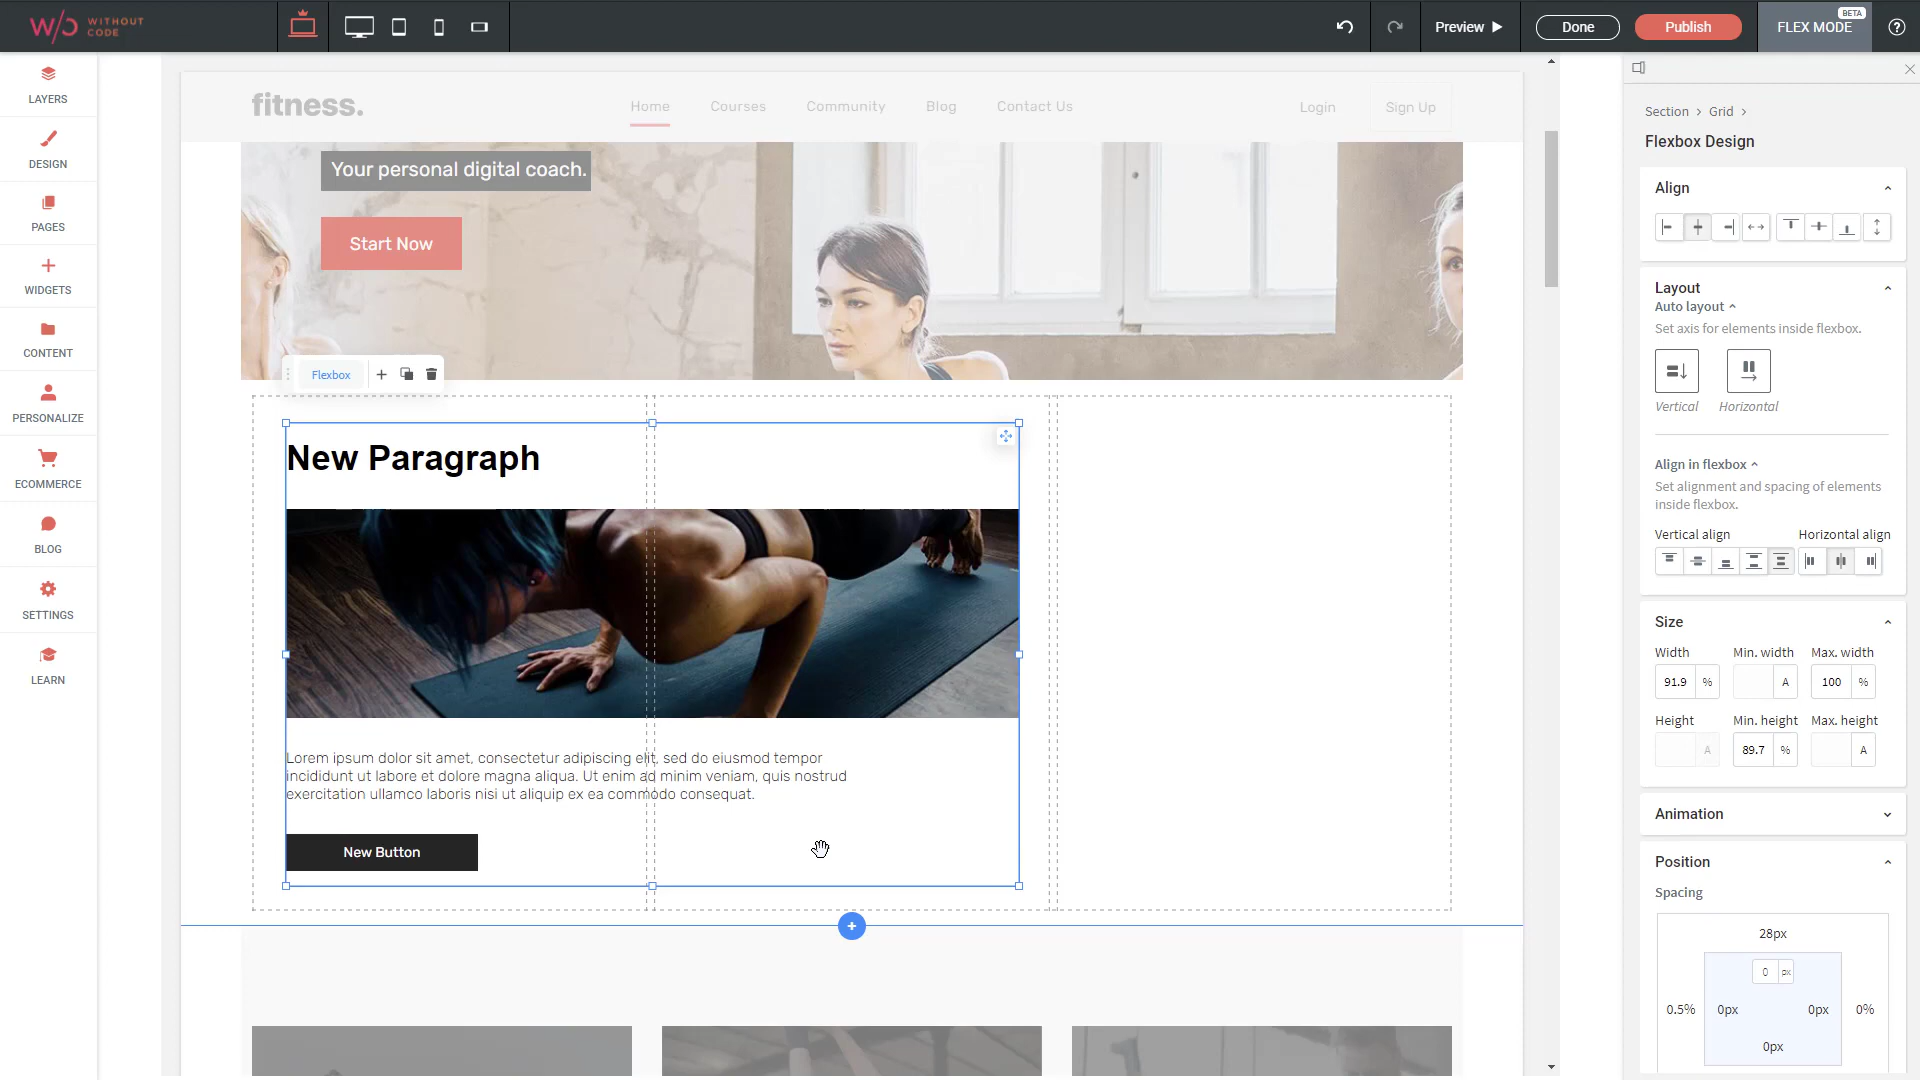 W/O WITHOUT CODE
Preview
Done
Publish
FLEX MODE
BETA
LAYERS
DESIGN
PAGES
WIDGETS
CONTENT
PERSONALIZE
ECOMMERCE
BLOG
SETTINGS
LEARN
fitness.
Home Courses Community Blog Contact Us Login Sign Up
Your personal digital coach.
Start Now
Flexbox
New Paragraph
Lorem ipsum dolor sit amet, consectetur adipiscing elit, sed do eiusmod tempor
incididunt ut labore et dolore magna aliqua. Ut enim ad minim veniam, quis nostrud
exercitation ullamco laboris nisi ut aliquip ex ea commodo consequat.
New Button
Section > Grid >
Flexbox Design
Align
Layout
Auto layout
Set axis for elements inside flexbox.
Vertical Horizontal
Align in flexbox
Set alignment and spacing of elements
inside flexbox.
Vertical align Horizontal align
Size
Width Min. width Max. width
91.9 % A 100 %
Height Min. height Max. height
A 89.7 % A
Animation
Position
Spacing
28px
0 px
0.5% 0px 0px 0%
0px